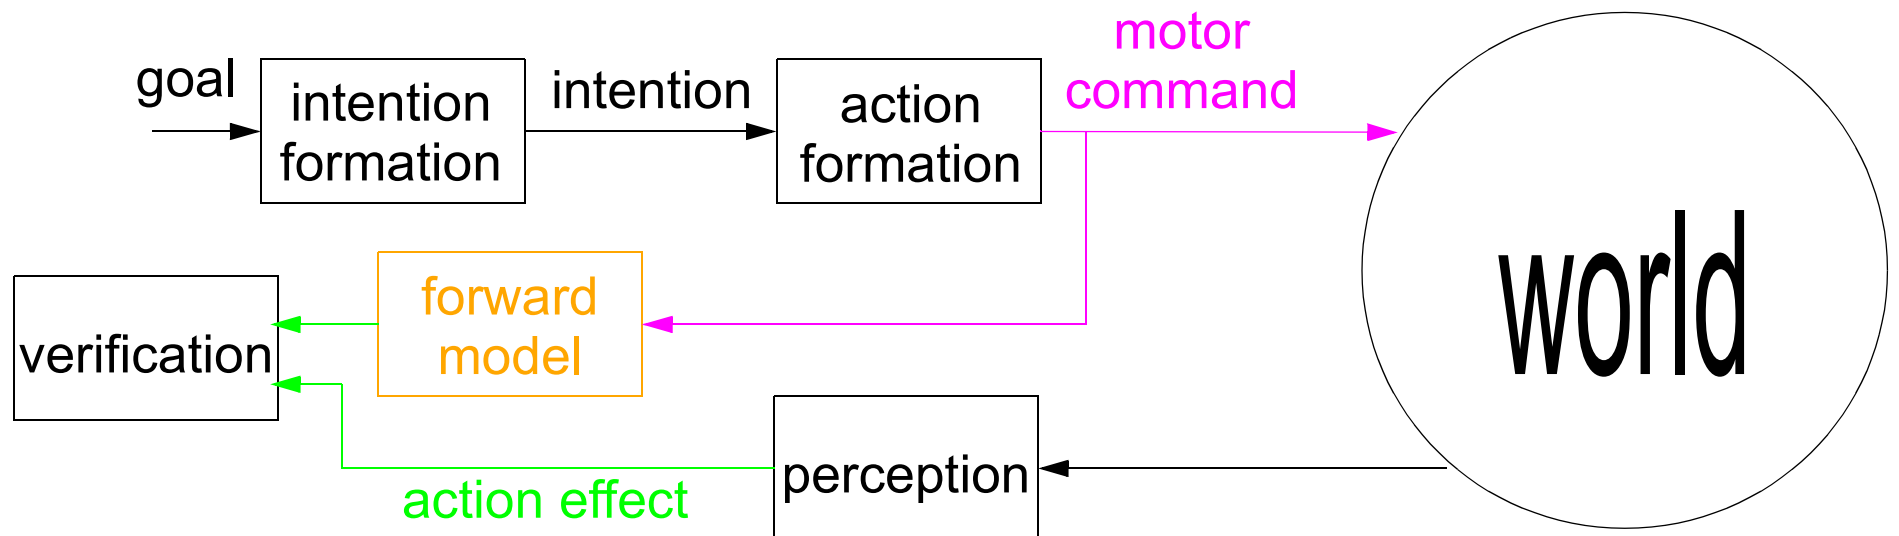 goal
intention
formation
intention
action
formation
motor
command
world
forward
model
verification
perception
action effect